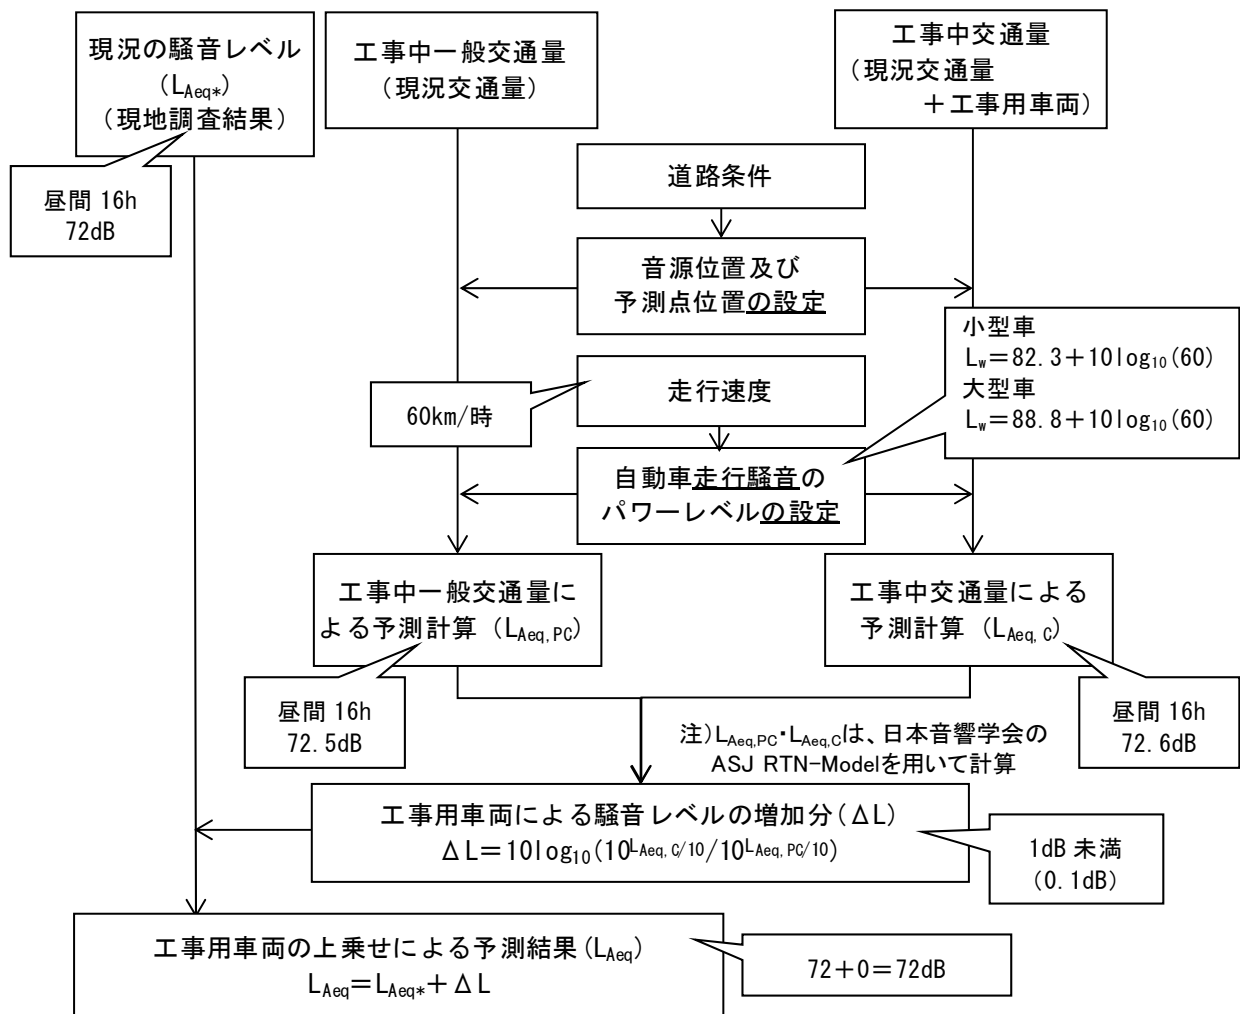 現況の騒音レベル
(LAeq*)
(現地調査結果)
工事中一般交通量
(現況交通量)
工事中交通量
(現況交通量
+工事用車両)
昼間 16h
72dB
道路条件
音源位置及び
予測点位置の設定
小型車
Lw=82.3+10log10(60)
大型車
Lw=88.8+10log10(60)
60km/時
走行速度
自動車走行騒音の
パワーレベルの設定
工事中一般交通量に
よる予測計算 (LAeq, PC)
工事中交通量による
予測計算 (LAeq, C)
昼間 16h
72.5dB
昼間 16h
72.6dB
注)LAeq,PC・LAeq,Cは、日本音響学会の
ASJ RTN-Modelを用いて計算
工事用車両による騒音レベルの増加分(ΔL)
ΔL=10log10(10^LAeq, C/10/10^LAeq, PC/10)
1dB 未満
(0.1dB)
工事用車両の上乗せによる予測結果(LAeq)
LAeq=LAeq*+ΔL
72+0=72dB